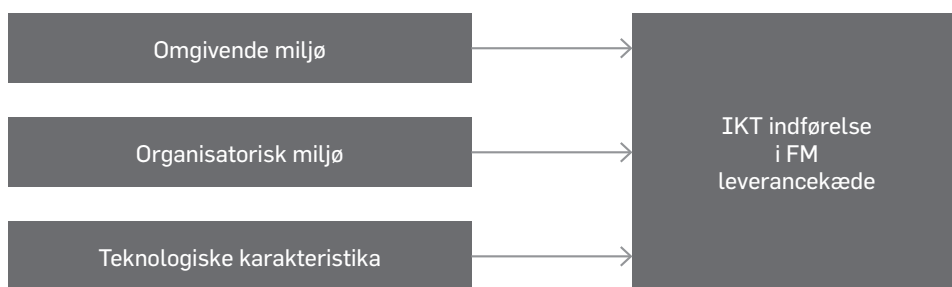 Omgivende miljø
Organisatorisk miljø
Teknologiske karakteristika
IKT indførelse
i FM
leverancekæde